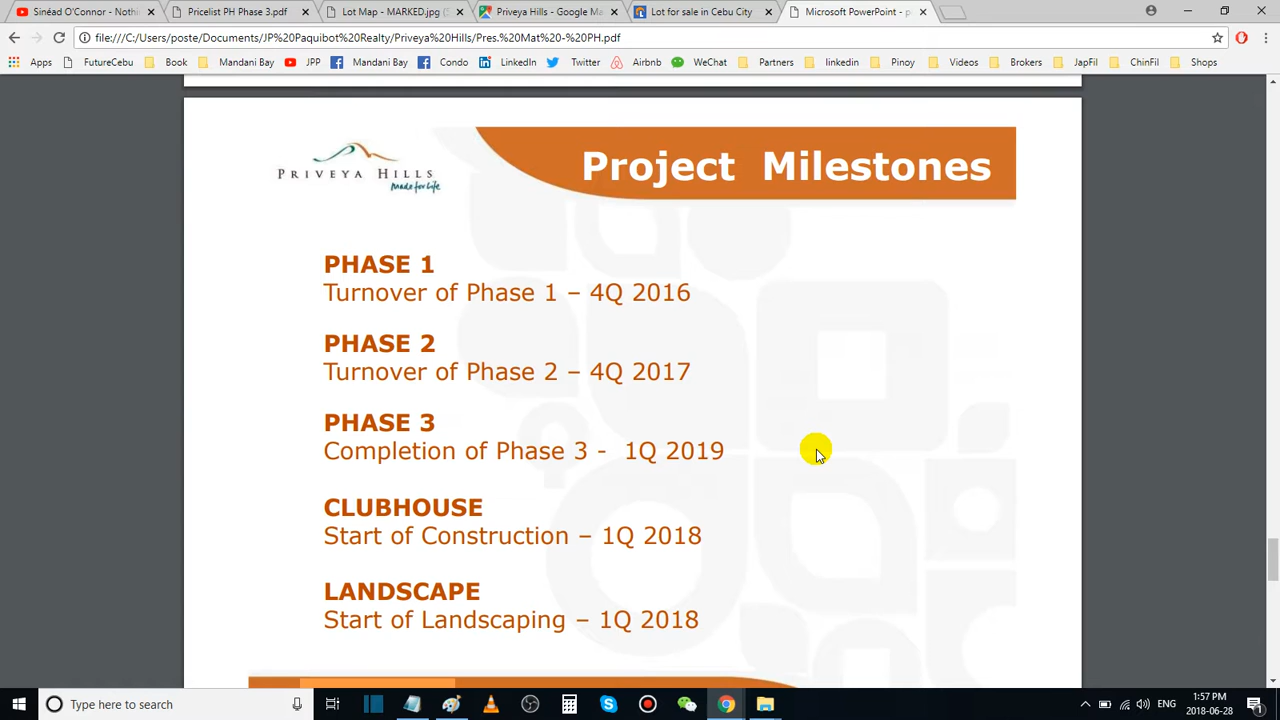 Sinéad O'Connor - Nothi
Pricelist PH Phase 3.pdf
Lot Map - MARKED.jpg
Priveya Hills - Google Ma
Lot for sale in Cebu City
Microsoft PowerPoint - p
file:///C:/Users/poste/Documents/JP%20Paquibot%20Realty/Priveya%20Hills/Pres.%20Mat%20-%20PH.pdf
Apps FutureCebu Book Mandani Bay JPP Mandani Bay Condo LinkedIn Twitter Airbnb WeChat Partners linkedin Pinoy Videos Brokers JapFil ChinFil Shops
PRIVEYA HILLS
Made for Life
Project Milestones
PHASE 1
Turnover of Phase 1 – 4Q 2016
PHASE 2
Turnover of Phase 2 – 4Q 2017
PHASE 3
Completion of Phase 3 - 1Q 2019
CLUBHOUSE
Start of Construction – 1Q 2018
LANDSCAPE
Start of Landscaping – 1Q 2018
Type here to search
ENG
1:57 PM
2018-06-28